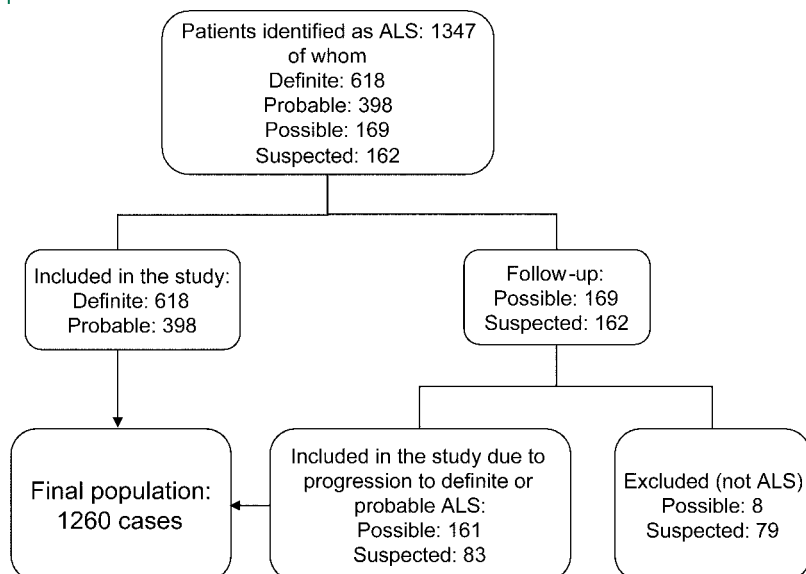 Patients identified as ALS: 1347
of whom
Definite: 618
Probable: 398
Possible: 169
Suspected: 162
Included in the study:
Definite: 618
Probable: 398
Follow-up:
Possible: 169
Suspected: 162
Final population:
1260 cases
Included in the study due to
progression to definite or
probable ALS:
Possible: 161
Suspected: 83
Excluded (not ALS)
Possible: 8
Suspected: 79